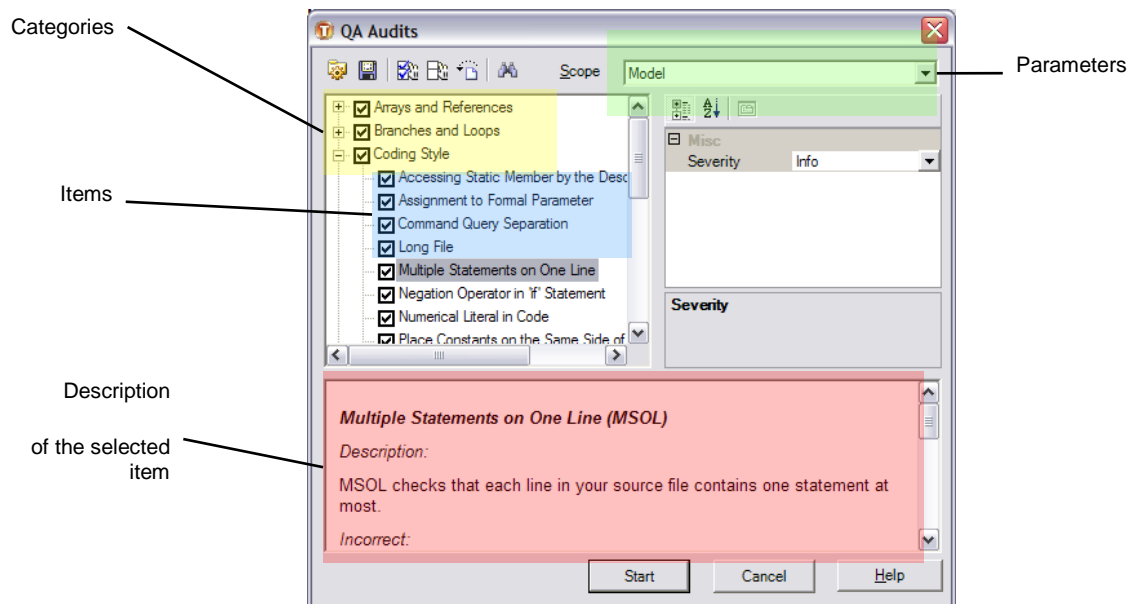 QA Audits
Categories
Scope
Model
Parameters
Arrays and References
Branches and Loops
Coding Style
Accessing Static Member by the Desc
Assignment to Formal Parameter
Command Query Separation
Long File
Multiple Statements on One Line
Negation Operator in 'if' Statement
Numerical Literal in Code
Place Constants on the Same Side of
Items
Misc
Severity Info
Severity
Description
of the selected
item
Multiple Statements on One Line (MSOL)
Description:
MSOL checks that each line in your source file contains one statement at
most.
Incorrect:
Start
Cancel
Help